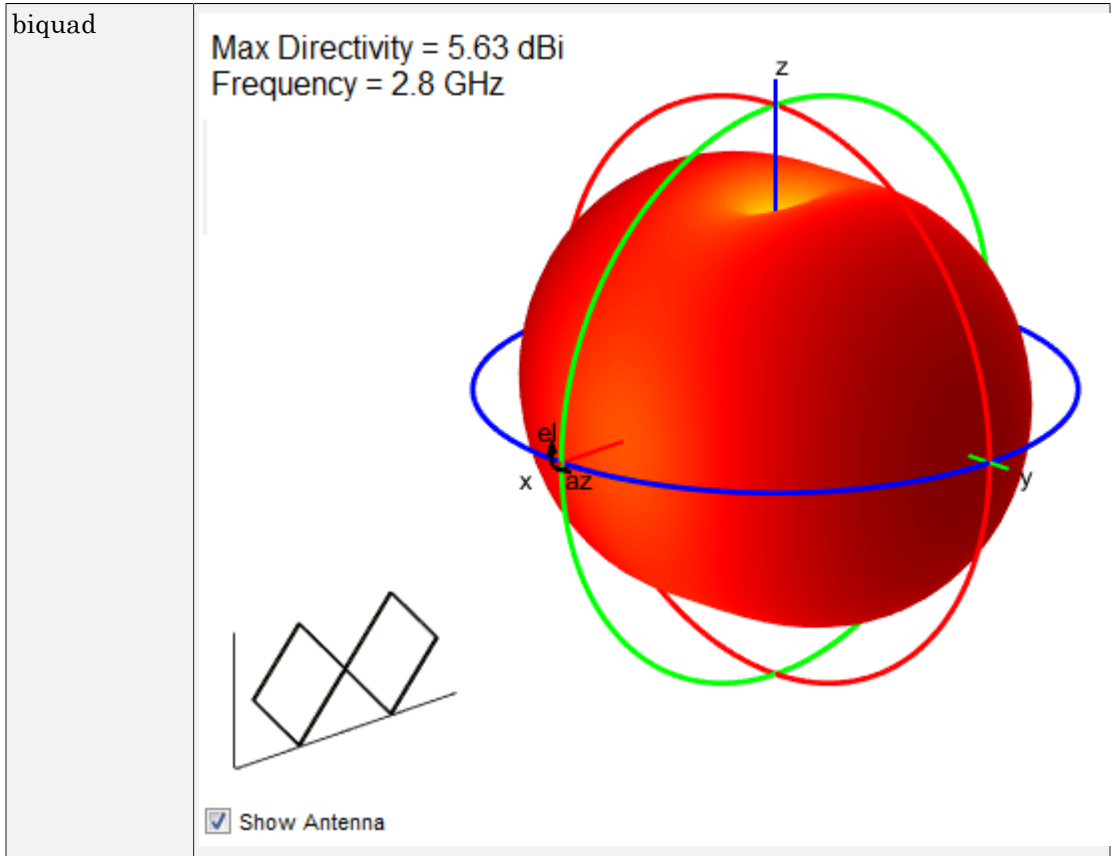 biquad
Max Directivity = 5.63 dBi
Frequency = 2.8 GHz
z
el
x
az
y
Show Antenna